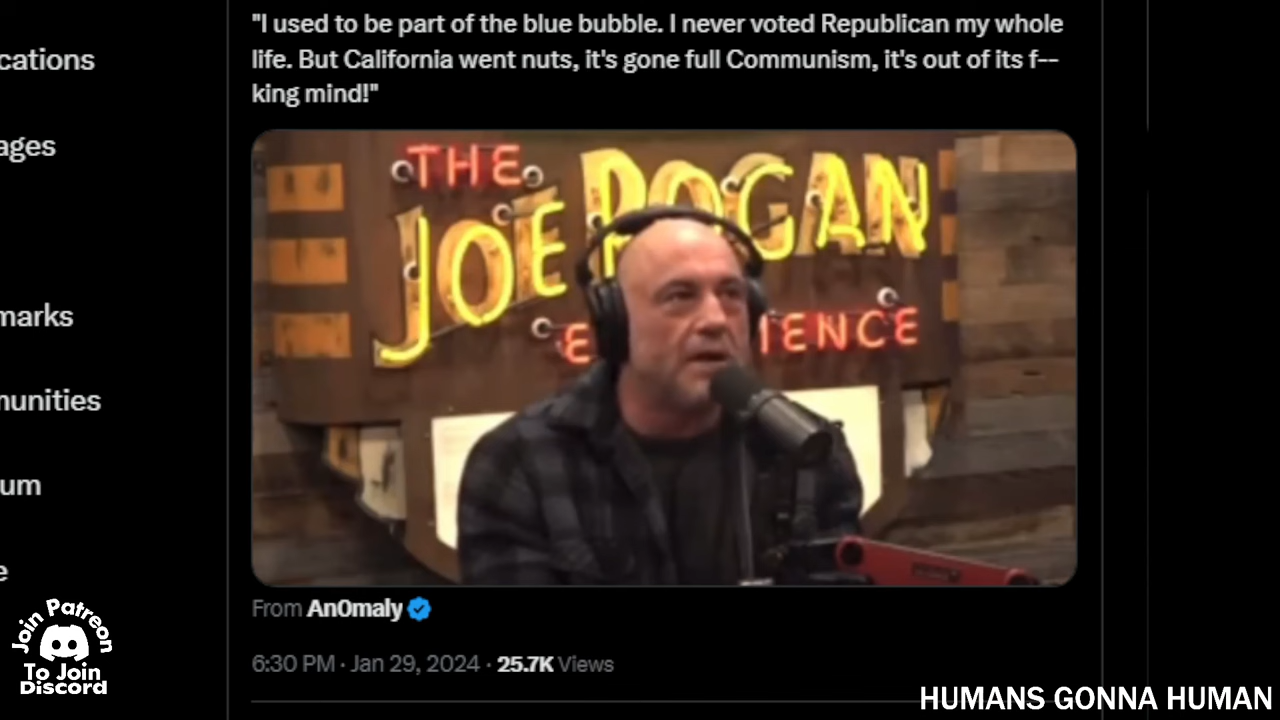 "I used to be part of the blue bubble. I never voted Republican my whole
life. But California went nuts, it's gone full Communism, it's out of its f--
king mind!"
cations
ages
marks
munities
um
e
THE
JOE ROGAN
E IENCE
From An0maly
6:30 PM · Jan 29, 2024 · 25.7K Views
Join Patreon
To Join
Discord
HUMANS GONNA HUMAN